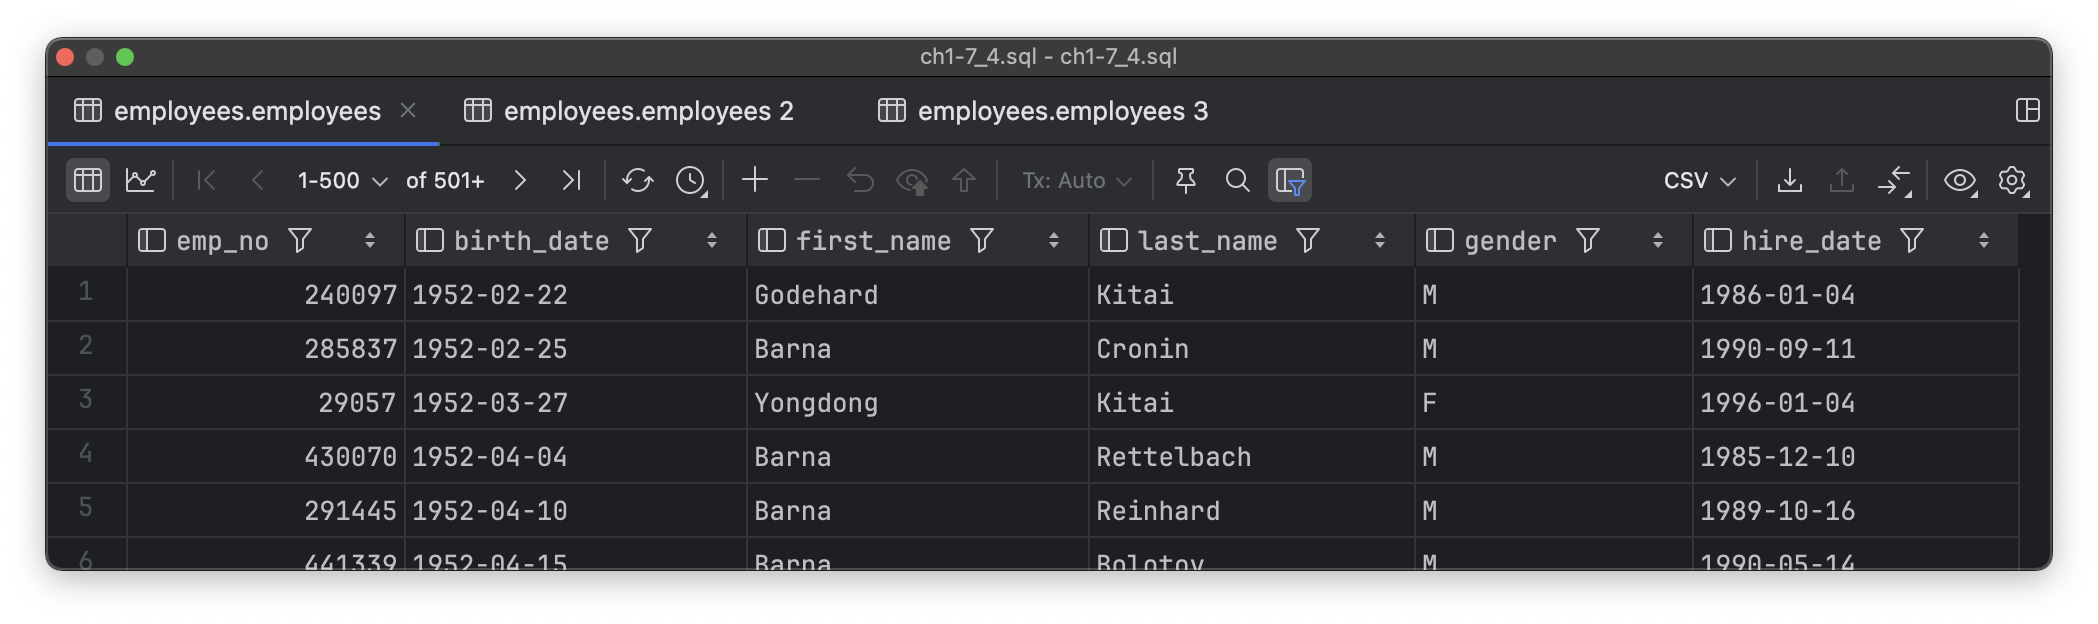 ch1-7_4.sql - ch1-7_4.sql
employees.employees employees.employees 2 employees.employees 3
1-500 of 501+ Tx: Auto CSV
emp_no birth_date first_name last_name gender hire_date
1 240097 1952-02-22 Godehard Kitai M 1986-01-04
2 285837 1952-02-25 Barna Cronin M 1990-09-11
3 29057 1952-03-27 Yongdong Kitai F 1996-01-04
4 430070 1952-04-04 Barna Rettelbach M 1985-12-10
5 291445 1952-04-10 Barna Reinhard M 1989-10-16
6 441339 1952-04-15 Barna Bolotov M 1990-05-14